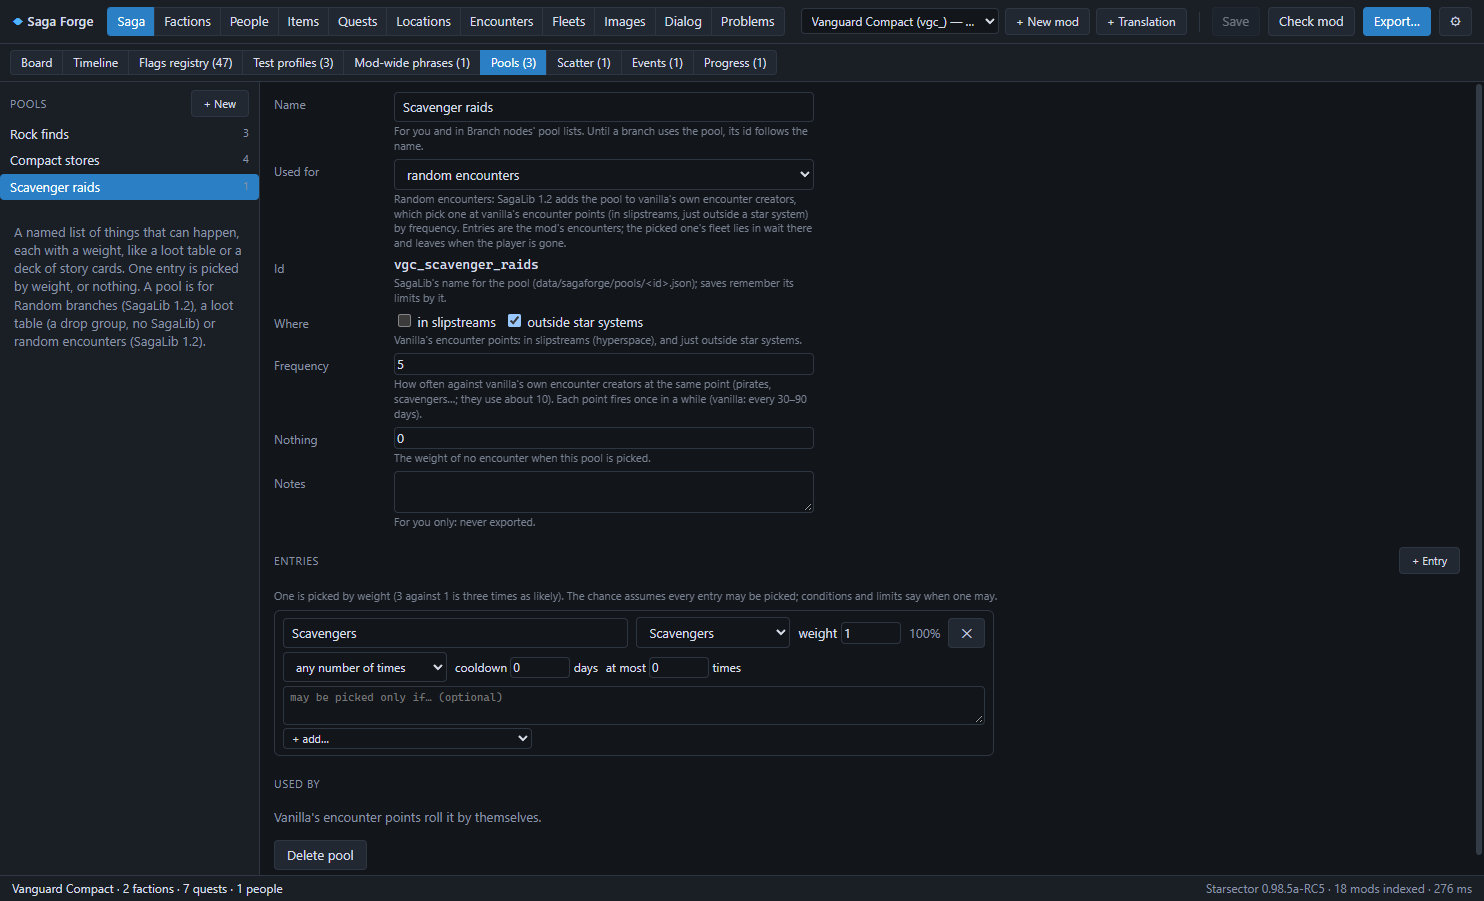 Saga Forge
Saga
Factions
People
Items
Quests
Locations
Encounters
Fleets
Images
Dialog
Problems
Vanguard Compact (vgc_) — ...
+ New mod
+ Translation
Save
Check mod
Export...
Board
Timeline
Flags registry (47)
Test profiles (3)
Mod-wide phrases (1)
Pools (3)
Scatter (1)
Events (1)
Progress (1)
POOLS
+ New
Rock finds 3
Compact stores 4
Scavenger raids 1
A named list of things that can happen,
each with a weight, like a loot table or a
deck of story cards. One entry is picked
by weight, or nothing. A pool is for
Random branches (SagaLib 1.2), a loot
table (a drop group, no SagaLib) or
random encounters (SagaLib 1.2).
Name
Scavenger raids
For you and in Branch nodes' pool lists. Until a branch uses the pool, its id follows the
name.
Used for
random encounters
Random encounters: SagaLib 1.2 adds the pool to vanilla's own encounter creators,
which pick one at vanilla's encounter points (in slipstreams, just outside a star system)
by frequency. Entries are the mod's encounters; the picked one's fleet lies in wait there
and leaves when the player is gone.
Id
vgc_scavenger_raids
SagaLib's name for the pool (data/sagaforge/pools/<id>.json); saves remember its
limits by it.
Where
in slipstreams
outside star systems
Vanilla's encounter points: in slipstreams (hyperspace), and just outside star systems.
Frequency
5
How often against vanilla's own encounter creators at the same point (pirates,
scavengers...; they use about 10). Each point fires once in a while (vanilla: every 30–90
days).
Nothing
0
The weight of no encounter when this pool is picked.
Notes
For you only: never exported.
ENTRIES
+ Entry
One is picked by weight (3 against 1 is three times as likely). The chance assumes every entry may be picked; conditions and limits say when one may.
Scavengers
Scavengers
weight 1
100%
any number of times
cooldown 0 days at most 0 times
may be picked only if… (optional)
+ add...
USED BY
Vanilla's encounter points roll it by themselves.
Delete pool
Vanguard Compact · 2 factions · 7 quests · 1 people
Starsector 0.98.5a-RC5 · 18 mods indexed · 276 ms